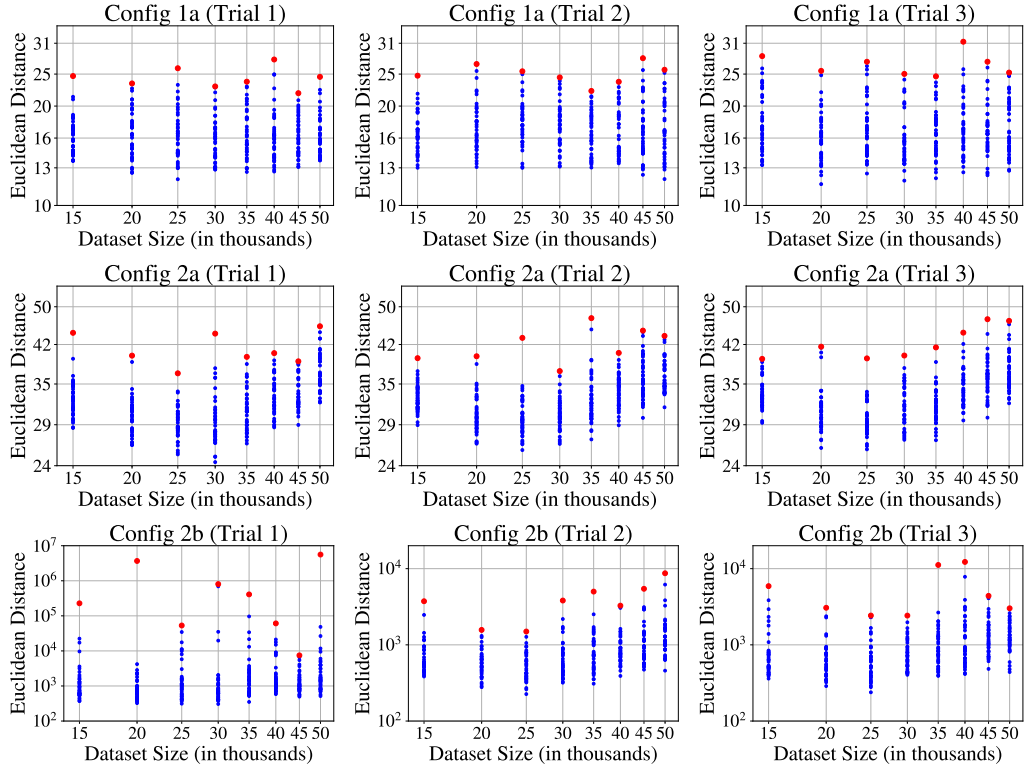 Config 1a (Trial 1)
Euclidean Distance
31
25
20
16
13
10
15 20 25 30 35 40 45 50
Dataset Size (in thousands)
Config 1a (Trial 2)
Euclidean Distance
31
25
20
16
13
10
15 20 25 30 35 40 45 50
Dataset Size (in thousands)
Config 1a (Trial 3)
Euclidean Distance
31
25
20
16
13
10
15 20 25 30 35 40 45 50
Dataset Size (in thousands)
Config 2a (Trial 1)
Euclidean Distance
50
42
35
29
24
15 20 25 30 35 40 45 50
Dataset Size (in thousands)
Config 2a (Trial 2)
Euclidean Distance
50
42
35
29
24
15 20 25 30 35 40 45 50
Dataset Size (in thousands)
Config 2a (Trial 3)
Euclidean Distance
50
42
35
29
24
15 20 25 30 35 40 45 50
Dataset Size (in thousands)
Config 2b (Trial 1)
Euclidean Distance
10⁷
10⁶
10⁵
10⁴
10³
10²
15 20 25 30 35 40 45 50
Dataset Size (in thousands)
Config 2b (Trial 2)
Euclidean Distance
10⁴
10³
10²
15 20 25 30 35 40 45 50
Dataset Size (in thousands)
Config 2b (Trial 3)
Euclidean Distance
10⁴
10³
10²
15 20 25 30 35 40 45 50
Dataset Size (in thousands)